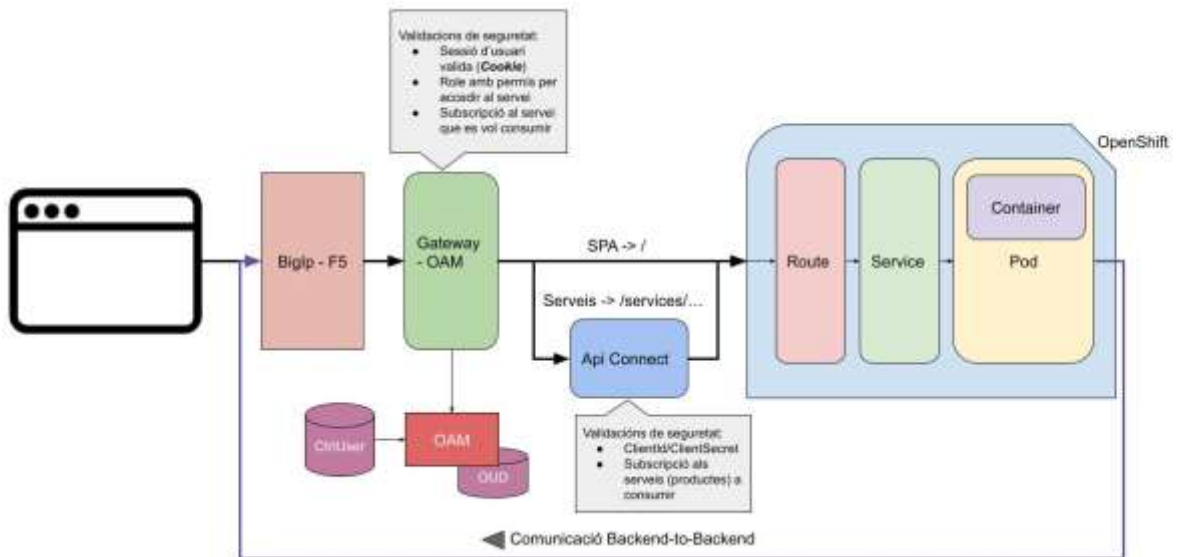 Validacions de seguretat:
● Sessió d'usuari
valida (Cookie)
● Role amb permís per
accedir al servei
● Subscripció al servei
que es vol consumir
OpenShift
BigIp - F5
Gateway
- OAM
SPA -> /
Serveis -> /services/...
Api Connect
Route
Service
Container
Pod
CtrlUser
OAM
OUD
Validacións de seguretat:
● ClientId/ClientSecret
● Subscripció als
serveis (productes) a
consumir
Comunicació Backend-to-Backend